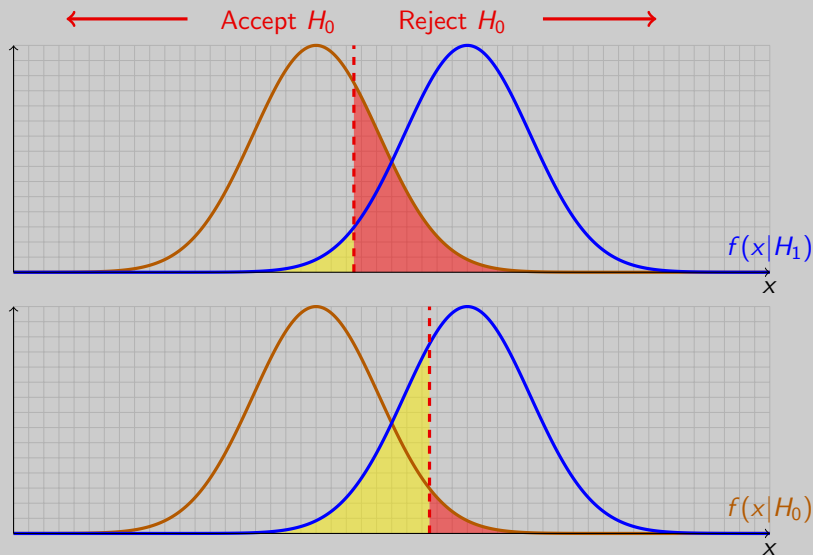 Accept H₀ Reject H₀
f(x|H₁)
x
f(x|H₀)
x